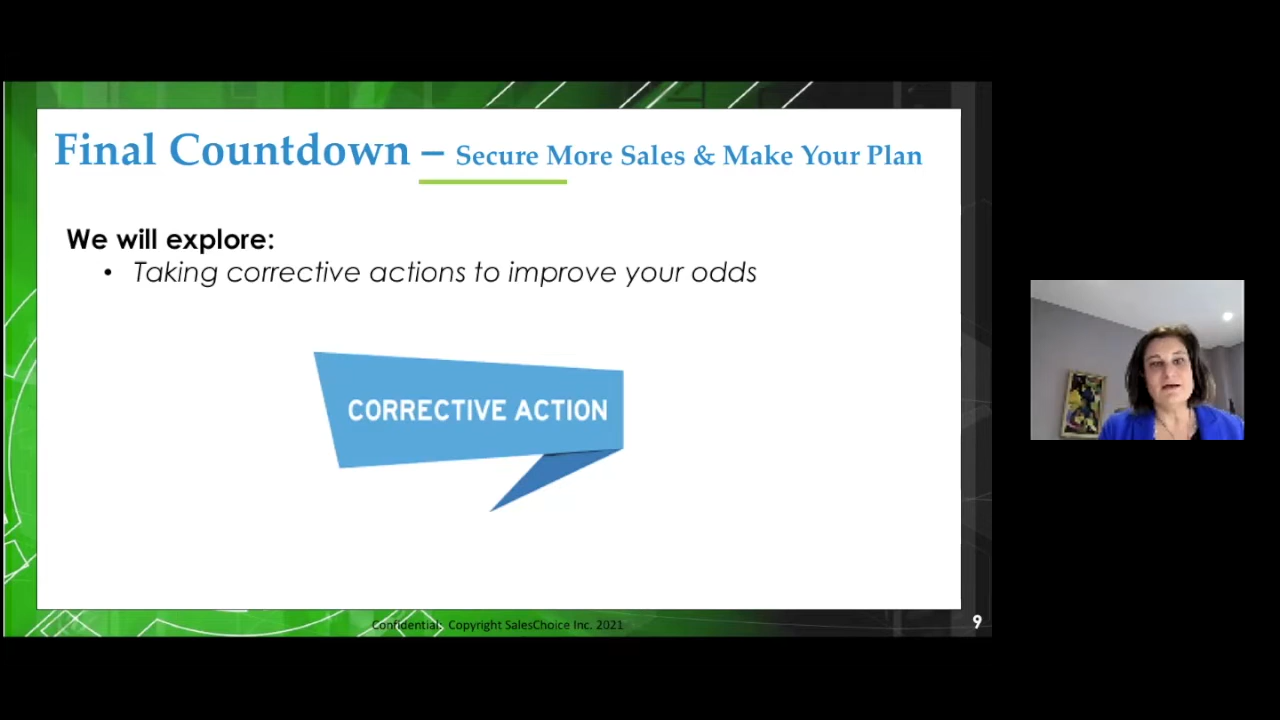 Final Countdown – Secure More Sales & Make Your Plan
We will explore:
• Taking corrective actions to improve your odds
CORRECTIVE ACTION
Confidential: Copyright SalesChoice Inc. 2021
9